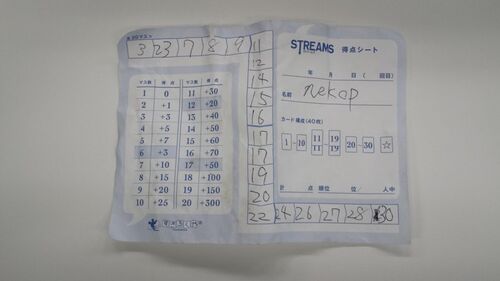 3 23 7 8 9 11
12
14
15
16
17
17
19
20
22 24 26 27 28 30
マス数 得点 マス数 得点
1 0 11 +30
2 +1 12 +20
3 +3 13 +40
4 +5 14 +50
5 +7 15 +60
6 +3 16 +70
7 +10 17 +50
8 +15 18 +100
9 +20 19 +150
10 +25 20 +300
STREAMS 得点シート
年 月 日 ( 回目)
名前 nekop
カード構成(40枚)
1~10 11 11 19 19 20~30 ☆
計 点 順位 位/ 人中